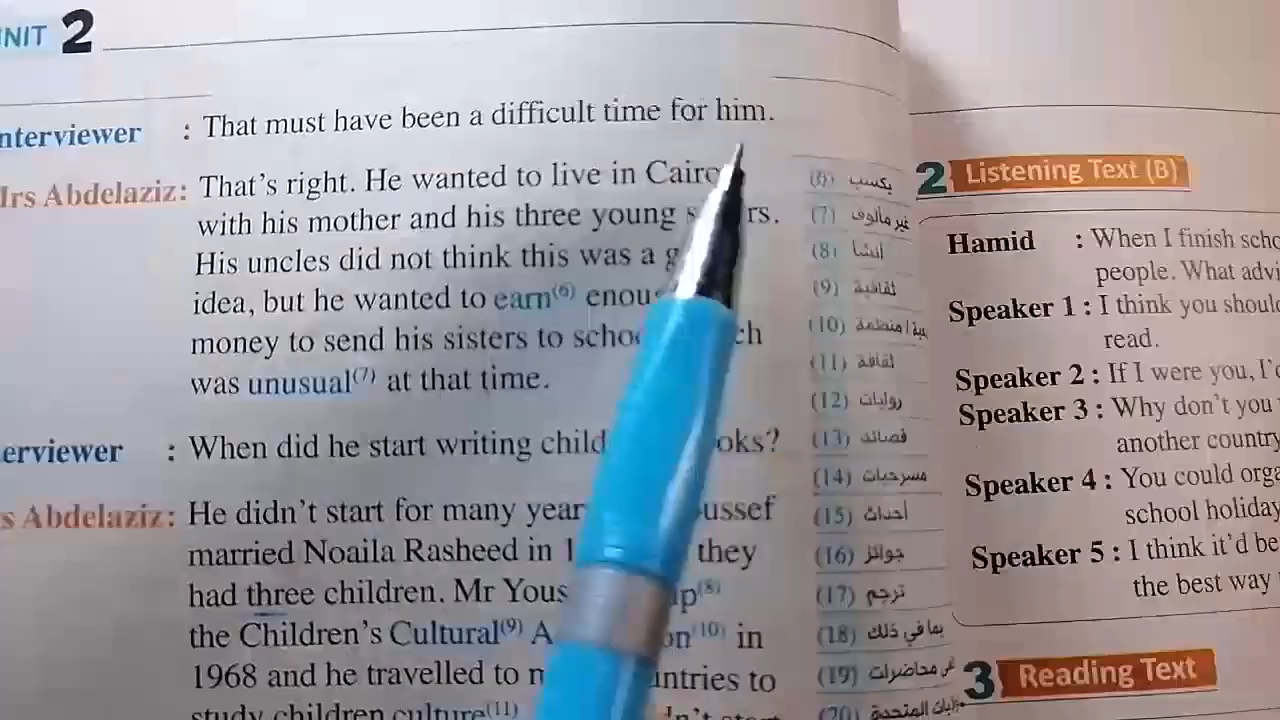 UNIT 2
nterviewer : That must have been a difficult time for him.
Mrs Abdelaziz: That's right. He wanted to live in Cairo
with his mother and his three young s rs.
His uncles did not think this was a g
idea, but he wanted to earn(6) enou
money to send his sisters to schoo ch
was unusual(7) at that time.
erviewer : When did he start writing child oks?
s Abdelaziz: He didn't start for many year ussef
married Noaila Rasheed in 1 they
had three children. Mr Yous up(8)
the Children's Cultural(9) A on(10) in
1968 and he travelled to m untries to
study children culture(11) dn't
(6) يكسب
(7) غير مألوف
(8) أنشأ
(9) ثقافية
(10) منظمة
(11) ثقافة
(12) روايات
(13) قصائد
(14) مسرحيات
(15) أحداث
(16) جوائز
(17) ترجم
(18) بما في ذلك
(19) محاضرات
(20) المتحدة
2 Listening Text (B)
Hamid : When I finish scho
people. What advi
Speaker 1 : I think you should
read.
Speaker 2 : If I were you, I'd
Speaker 3 : Why don't you
another country
Speaker 4 : You could orga
school holiday
Speaker 5 : I think it'd be
the best way
3 Reading Text